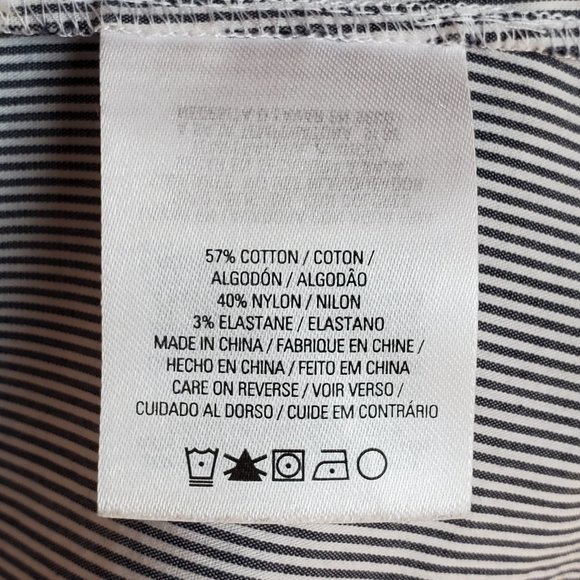 57% COTTON / COTON /
ALGODÓN / ALGODÂO
40% NYLON / NILON
3% ELASTANE / ELASTANO
MADE IN CHINA / FABRIQUE EN CHINE /
HECHO EN CHINA / FEITO EM CHINA
CARE ON REVERSE / VOIR VERSO /
CUIDADO AL DORSO / CUIDE EM CONTRÁRIO